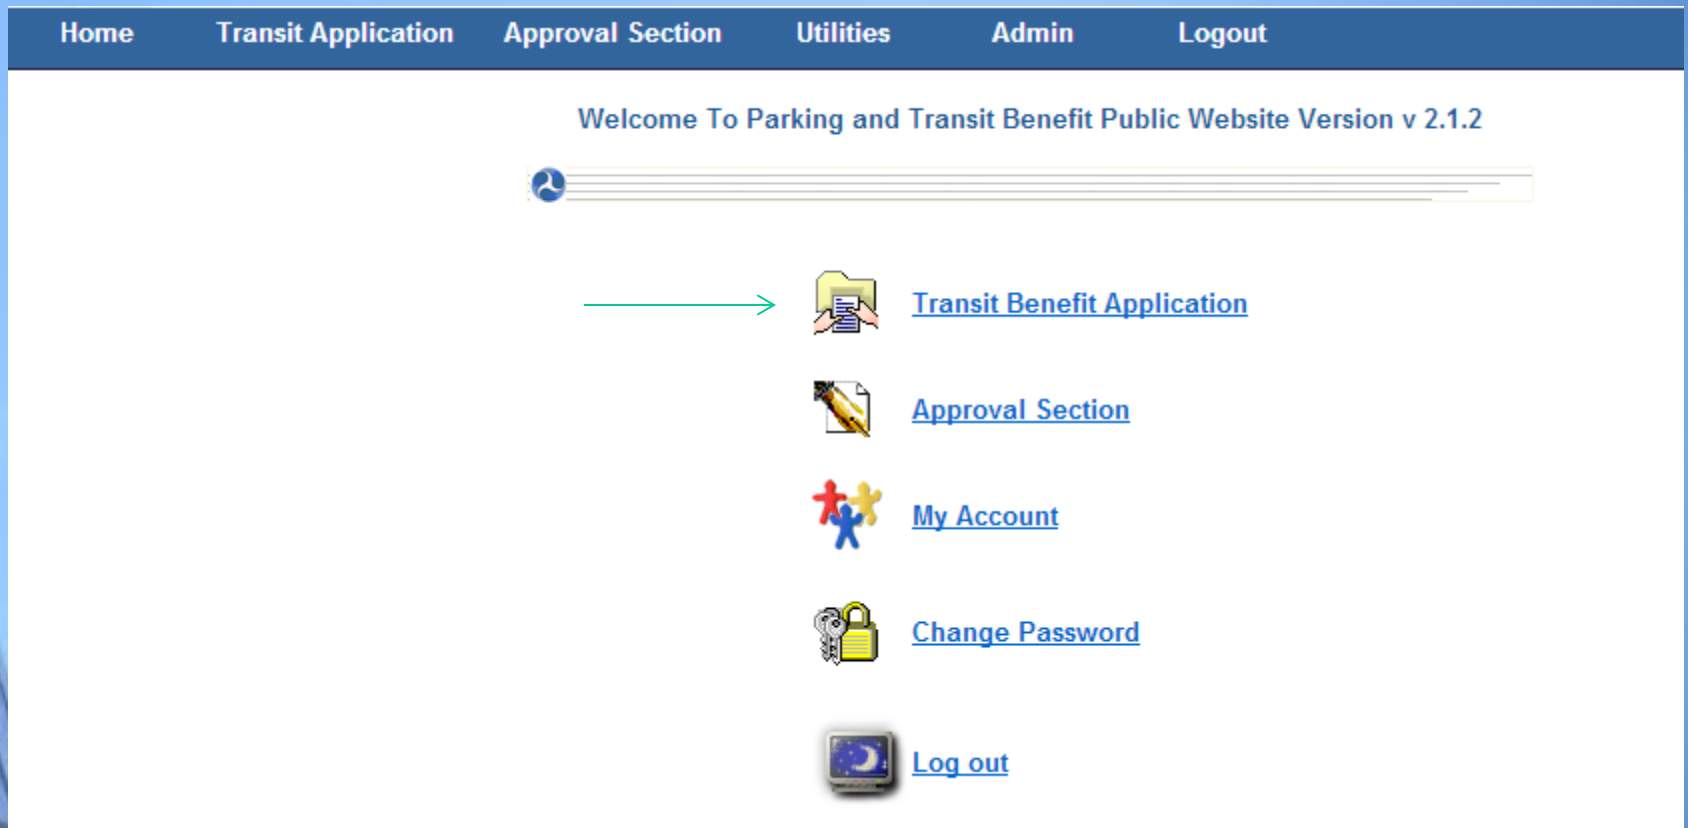 Home Transit Application Approval Section Utilities Admin Logout
Welcome To Parking and Transit Benefit Public Website Version v 2.1.2
Transit Benefit Application
Approval Section
My Account
Change Password
Log out